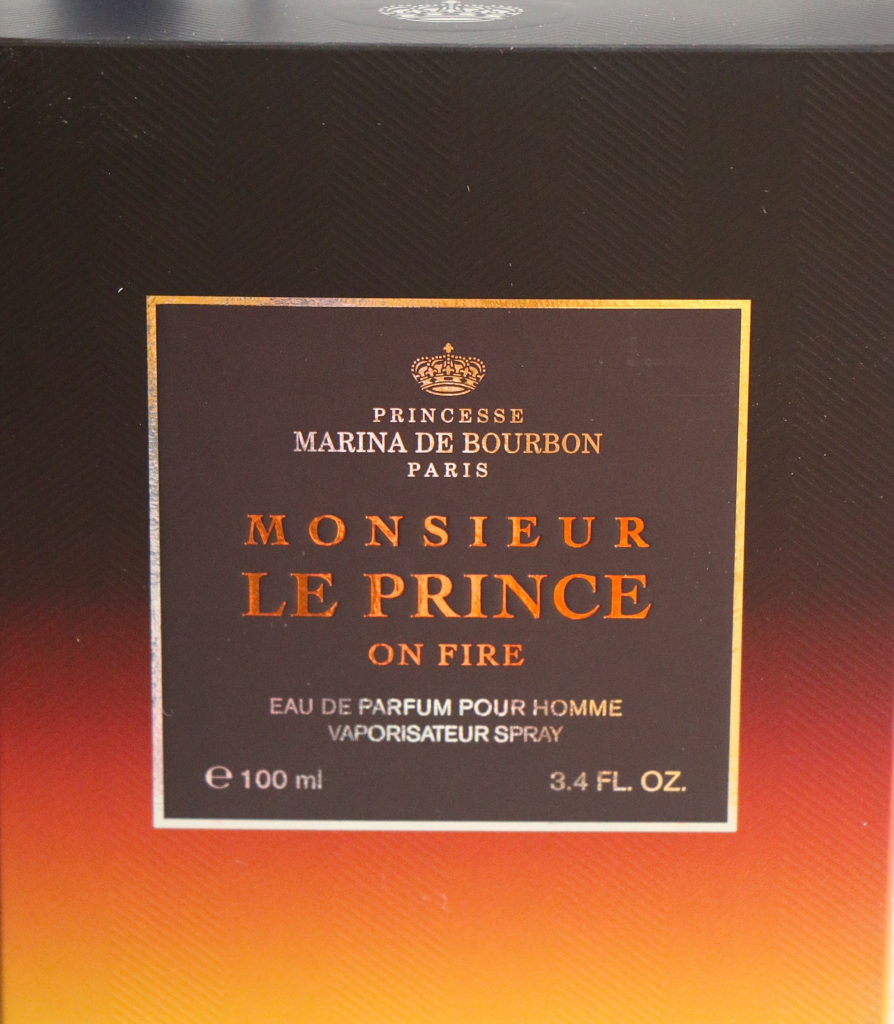 PRINCESSE
MARINA DE BOURBON
PARIS
MONSIEUR
LE PRINCE
ON FIRE
EAU DE PARFUM POUR HOMME
VAPORISATEUR SPRAY
℮ 100 ml 3.4 FL. OZ.